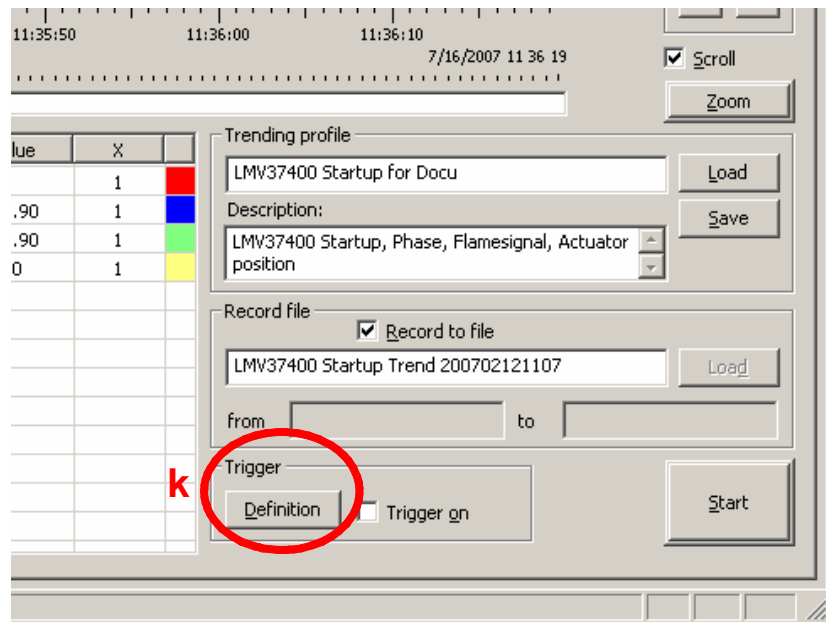 11:35:50 11:36:00 11:36:10
7/16/2007 11 36 19
Scroll
Zoom
Trending profile
lue X
LMV37400 Startup for Docu
Load
1
Description:
.90 1
Save
LMV37400 Startup, Phase, Flamesignal, Actuator
position
.90 1
0 1
Record file
Record to file
LMV37400 Startup Trend 200702121107
Load
from to
Trigger
k
Definition
Trigger on
Start